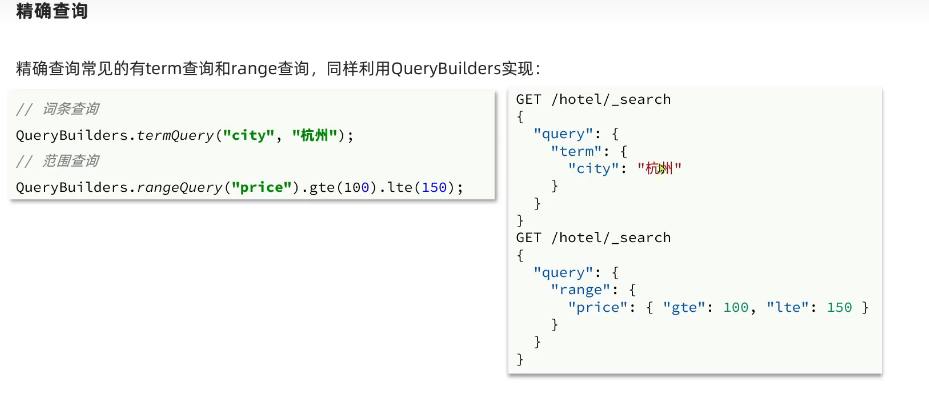 精确查询
精确查询常见的有term查询和range查询，同样利用QueryBuilders实现：
// 词条查询
QueryBuilders.termQuery("city", "杭州");
// 范围查询
QueryBuilders.rangeQuery("price").gte(100).lte(150);
GET /hotel/_search
{
  "query": {
    "term": {
      "city": "杭州"
    }
  }
}
GET /hotel/_search
{
  "query": {
    "range": {
      "price": { "gte": 100, "lte": 150 }
    }
  }
}